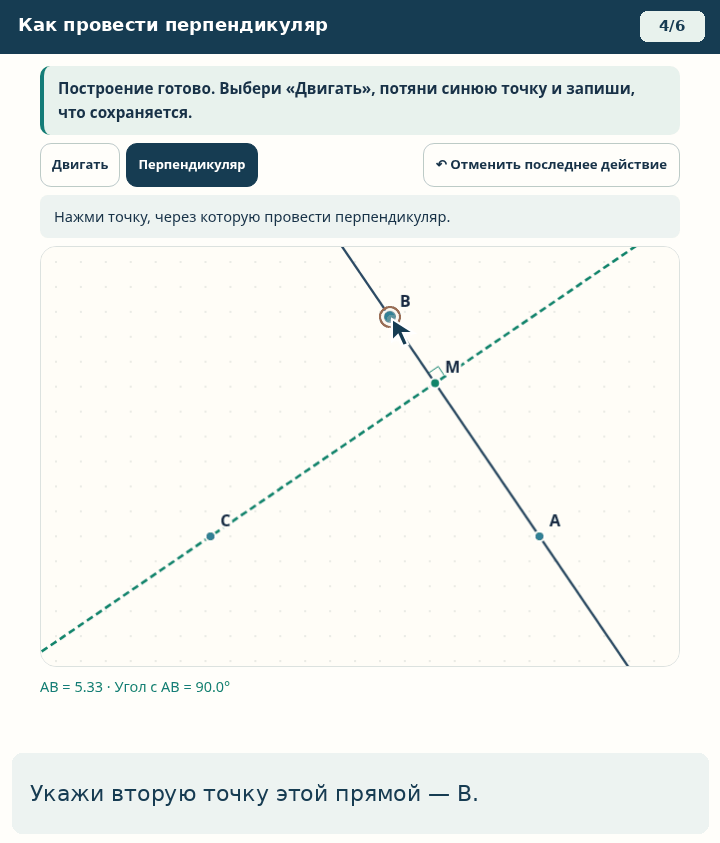 Как провести перпендикуляр
4/6
Построение готово. Выбери «Двигать», потяни синюю точку и запиши,
что сохраняется.
Двигать
Перпендикуляр
↶ Отменить последнее действие
Нажми точку, через которую провести перпендикуляр.
B
M
C
A
AB = 5.33 · Угол с AB = 90.0°
Укажи вторую точку этой прямой — B.